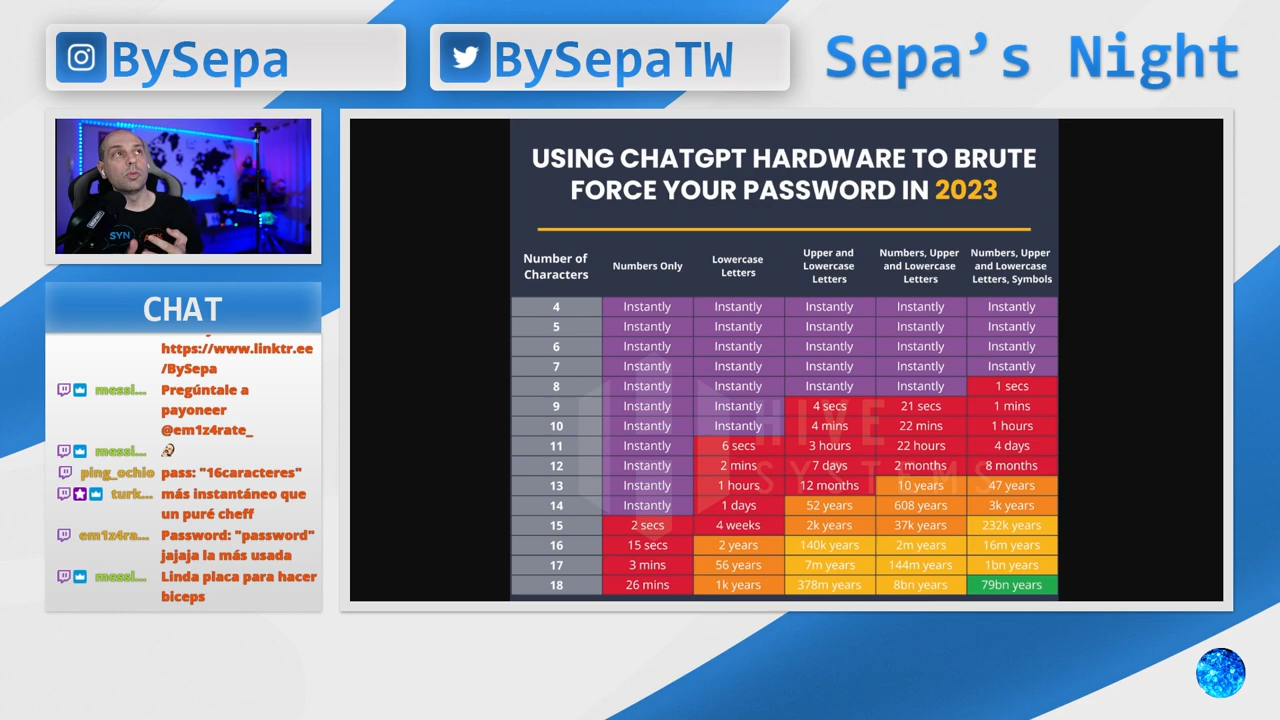 BySepa
BySepaTW
Sepa's Night
CHAT
https://www.linktr.ee
/BySepa
messi... Pregúntale a
payoneer
@em1z4rate_
messi...
ping_ochio pass: "16caracteres"
turk... más instantáneo que
un puré cheff
em1z4ra... Password: "password"
jajaja la más usada
messi... Linda placa para hacer
biceps
SYN
USING CHATGPT HARDWARE TO BRUTE
FORCE YOUR PASSWORD IN 2023
Number of Characters Numbers Only Lowercase Letters Upper and Lowercase Letters Numbers, Upper and Lowercase Letters Numbers, Upper and Lowercase Letters, Symbols
4 Instantly Instantly Instantly Instantly Instantly
5 Instantly Instantly Instantly Instantly Instantly
6 Instantly Instantly Instantly Instantly Instantly
7 Instantly Instantly Instantly Instantly Instantly
8 Instantly Instantly Instantly Instantly 1 secs
9 Instantly Instantly 4 secs 21 secs 1 mins
10 Instantly Instantly 4 mins 22 mins 1 hours
11 Instantly 6 secs 3 hours 22 hours 4 days
12 Instantly 2 mins 7 days 2 months 8 months
13 Instantly 1 hours 12 months 10 years 47 years
14 Instantly 1 days 52 years 608 years 3k years
15 2 secs 4 weeks 2k years 37k years 232k years
16 15 secs 2 years 140k years 2m years 16m years
17 3 mins 56 years 7m years 144m years 1bn years
18 26 mins 1k years 378m years 8bn years 79bn years
HIVE
SYSTEMS